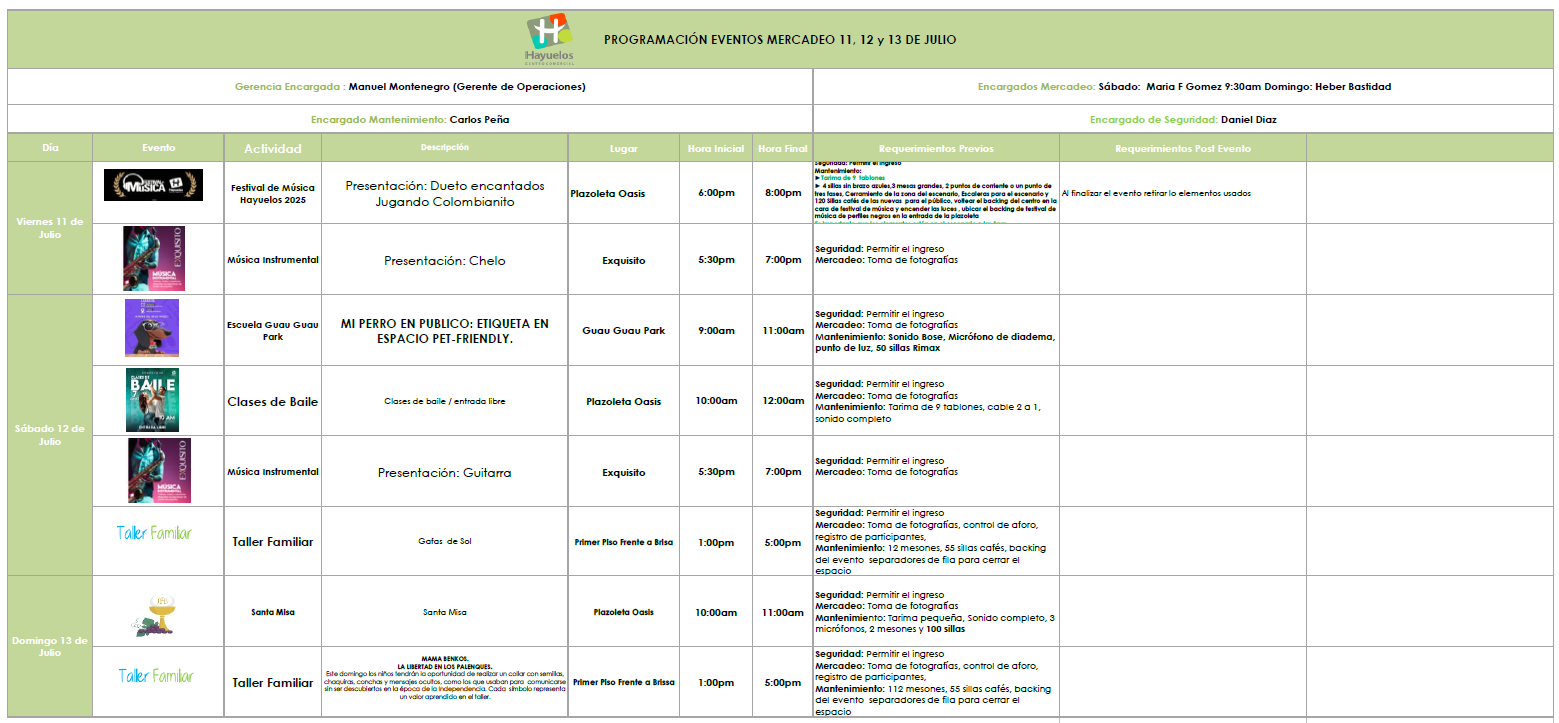 Hayuelos
CENTRO COMERCIAL
PROGRAMACIÓN EVENTOS MERCADEO 11, 12 y 13 DE JULIO
Gerencia Encargada : Manuel Montenegro (Gerente de Operaciones)
Encargados Mercadeo: Sábado: Maria F Gomez 9:30am Domingo: Heber Bastidad
Encargado Mantenimiento: Carlos Peña
Encargado de Seguridad: Daniel Diaz
Día
Evento
Actividad
Descripción
Lugar
Hora Inicial
Hora Final
Requerimientos Previos
Requerimientos Post Evento
Viernes 11 de
Julio
MÚSICA
Festival de Música
Hayuelos 2025
Presentación: Dueto encantados
Jugando Colombianito
Plazoleta Oasis
6:00pm
8:00pm
Seguridad: Permitir el ingreso
Mantenimiento:
►Tarima de 9 tablones
► 4 sillas sin brazo azules,3 mesas grandes, 2 puntos de corriente o un punto de
tres fases, Cerramiento de la zona del escenario, Escaleras para el escenario y
120 Sillas cafés de las nuevas para el público, voltear el backing del centro en la
cara de festival de música y encender las luces , ubicar el backing de festival de
música de perfiles negros en la entrada de la plazoleta
Al finalizar el evento retirar lo elementos usados
EXQUISITO
MÚSICA
INSTRUMENTAL
Música Instrumental
Presentación: Chelo
Exquisito
5:30pm
7:00pm
Seguridad: Permitir el ingreso
Mercadeo: Toma de fotografías
Sábado 12 de
Julio
Escuela Guau Guau
Park
MI PERRO EN PUBLICO: ETIQUETA EN
ESPACIO PET-FRIENDLY.
Guau Guau Park
9:00am
11:00am
Seguridad: Permitir el ingreso
Mercadeo: Toma de fotografías
Mantenimiento: Sonido Bose, Micrófono de diadema,
punto de luz, 50 sillas Rimax
CLASES DE
BAILE
10 AM
ENTRADA LIBRE
Clases de Baile
Clases de baile / entrada libre
Plazoleta Oasis
10:00am
12:00am
Seguridad: Permitir el ingreso
Mercadeo: Toma de fotografías
Mantenimiento: Tarima de 9 tablones, cable 2 a 1,
sonido completo
EXQUISITO
MÚSICA
INSTRUMENTAL
Música Instrumental
Presentación: Guitarra
Exquisito
5:30pm
7:00pm
Seguridad: Permitir el ingreso
Mercadeo: Toma de fotografías
Taller Familiar
Taller Familiar
Gafas de Sol
Primer Piso Frente a Brisa
1:00pm
5:00pm
Seguridad: Permitir el ingreso
Mercadeo: Toma de fotografías, control de aforo,
registro de participantes,
Mantenimiento: 12 mesones, 55 sillas cafés, backing
del evento separadores de fila para cerrar el
espacio
Domingo 13 de
Julio
Santa Misa
Santa Misa
Plazoleta Oasis
10:00am
11:00am
Seguridad: Permitir el ingreso
Mercadeo: Toma de fotografías
Mantenimiento: Tarima pequeña, Sonido completo, 3
micrófonos, 2 mesones y 100 sillas
Taller Familiar
Taller Familiar
MAMA BENKOS.
LA LIBERTAD EN LOS PALENQUES.
Este domingo los niños tendrán la oportunidad de realizar un collar con semillas,
chaquiras, conchas y mensajes ocultos, como los que usaban para comunicarse
sin ser descubiertos en la época de la Independencia. Cada símbolo representa
un valor aprendido en el taller.
Primer Piso Frente a Brissa
1:00pm
5:00pm
Seguridad: Permitir el ingreso
Mercadeo: Toma de fotografías, control de aforo,
registro de participantes,
Mantenimiento: 112 mesones, 55 sillas cafés, backing
del evento separadores de fila para cerrar el
espacio